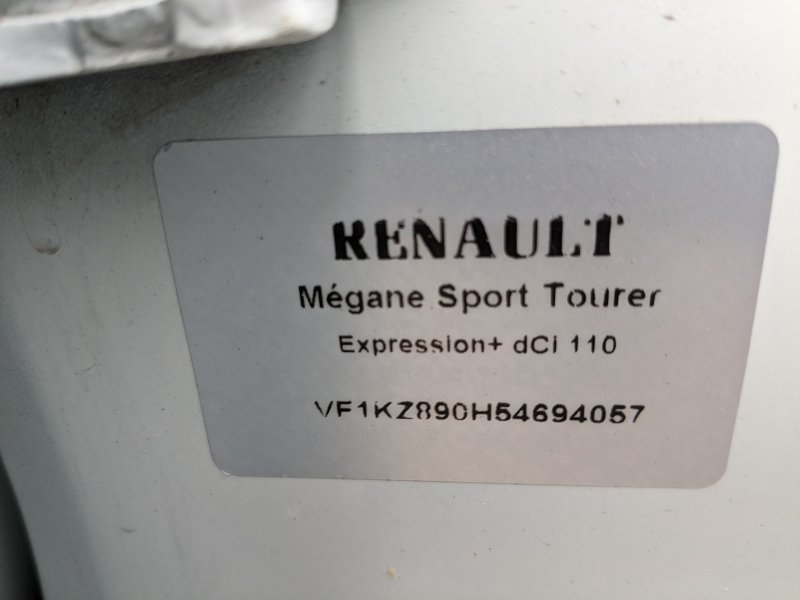 RENAULT
Mégane Sport Tourer
Expression+ dCi 110
VF1KZ890H54694057